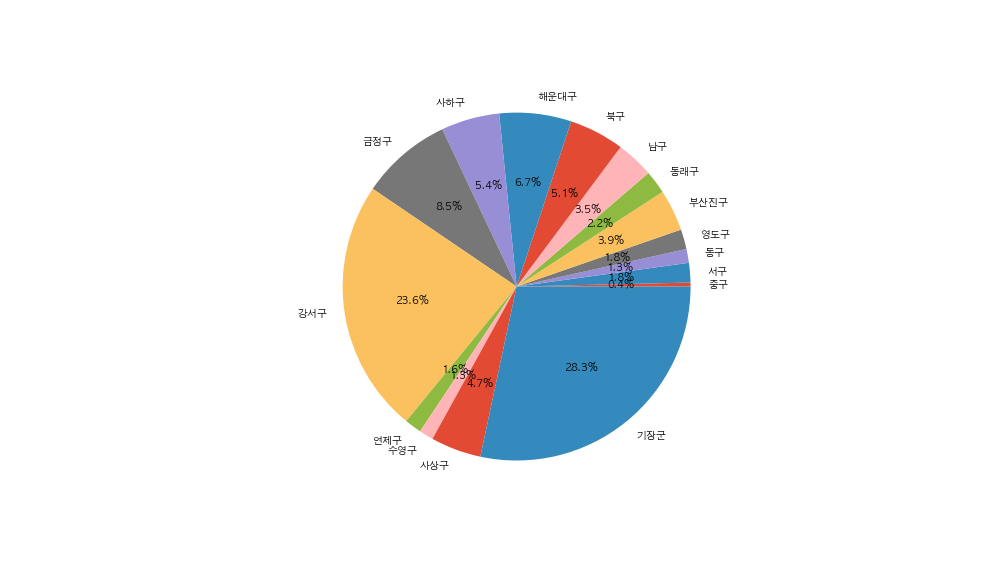 해운대구
사하구
북구
금정구
남구
동래구
6.7%
5.4%
5.1%
부산진구
8.5%
3.5%
2.2%
영도구
3.9%
동구
1.8%
1.3%
서구
1.8%
0.4%
중구
23.6%
강서구
28.3%
1.6%
1.3%
4.7%
기장군
연제구
수영구
사상구